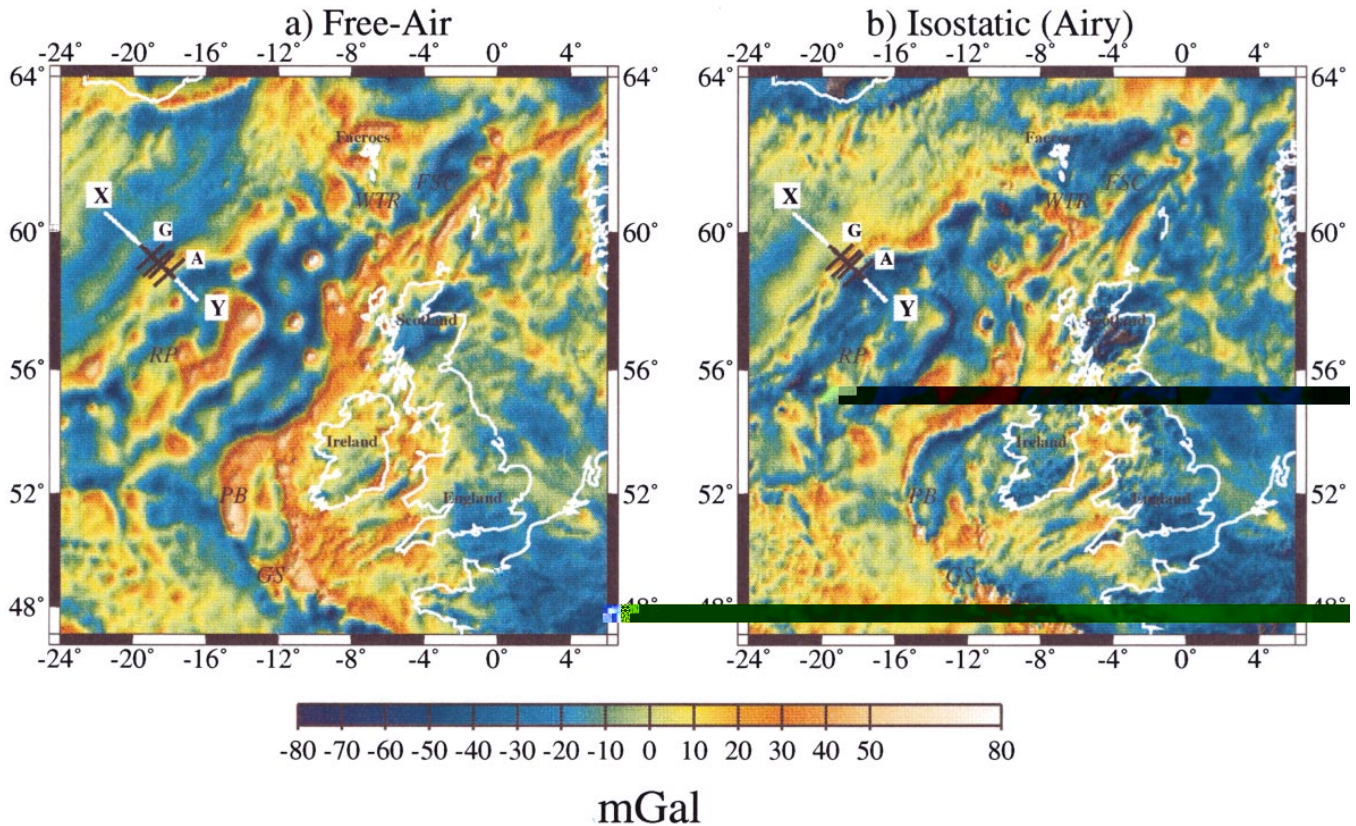 a) Free-Air b) Isostatic (Airy)
-24˚ -20˚ -16˚ -12˚ -8˚ -4˚ 0˚ 4˚ -24˚ -20˚ -16˚ -12˚ -8˚ -4˚ 0˚ 4˚
64˚ 64˚ 64˚ 64˚
Faeroes Faeroes
FSC FSC
X WTR X WTR
60˚ G 60˚ 60˚ G 60˚
A A
Y Y
Scotland Scotland
RP RP
56˚ 56˚ 56˚ 56˚
Ireland Ireland
52˚ PB England 52˚ 52˚ PB England 52˚
GS GS
48˚ 48˚ 48˚
-24˚ -20˚ -16˚ -12˚ -8˚ -4˚ 0˚ 4˚ -24˚ -20˚ -16˚ -12˚ -8˚ -4˚ 0˚ 4˚
-80 -70 -60 -50 -40 -30 -20 -10 0 10 20 30 40 50 80
mGal